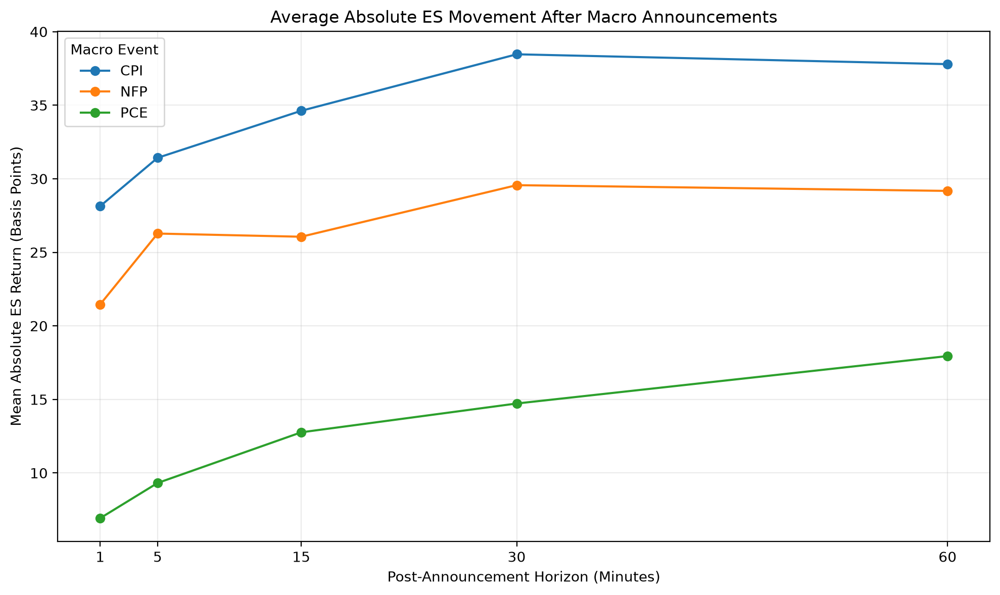 Average Absolute ES Movement After Macro Announcements
Macro Event
CPI
NFP
PCE
Mean Absolute ES Return (Basis Points)
40
35
30
25
20
15
10
1
5
15
30
60
Post-Announcement Horizon (Minutes)